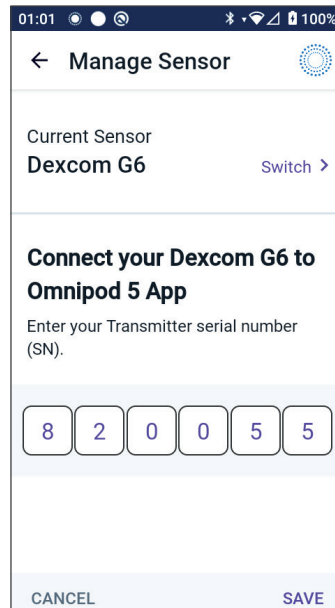 01:01 100%
Manage Sensor
Current Sensor
Dexcom G6
Switch >
Connect your Dexcom G6 to
Omnipod 5 App
Enter your Transmitter serial number
(SN).
8 2 0 0 5 5
CANCEL SAVE